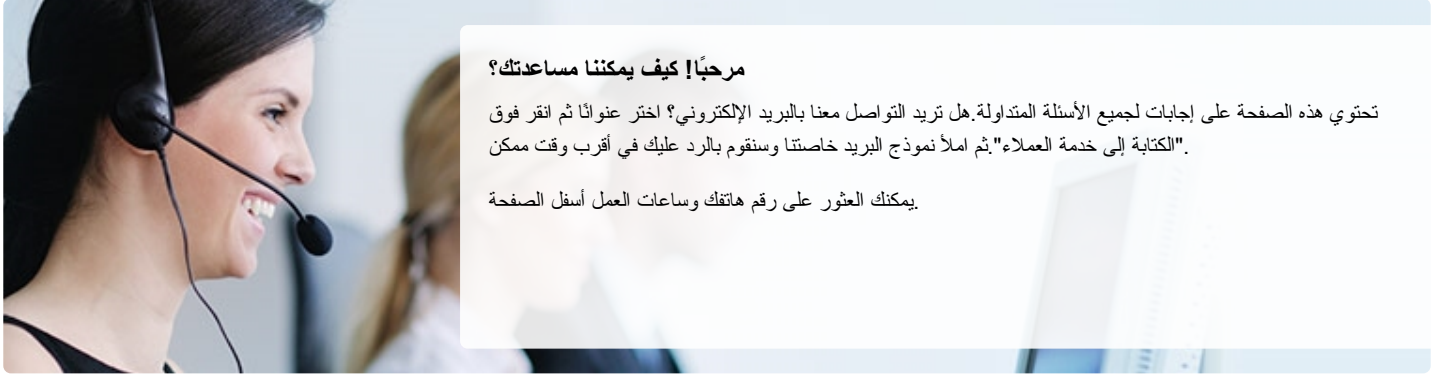 مرحبًا! كيف يمكننا مساعدتك؟
تحتوي هذه الصفحة على إجابات لجميع الأسئلة المتداولة.هل تريد التواصل معنا بالبريد الإلكتروني؟ اختر عنوانًا ثم انقر فوق
"الكتابة إلى خدمة العملاء".ثم املأ نموذج البريد خاصتنا وسنقوم بالرد عليك في أقرب وقت ممكن.
يمكنك العثور على رقم هاتفك وساعات العمل أسفل الصفحة.